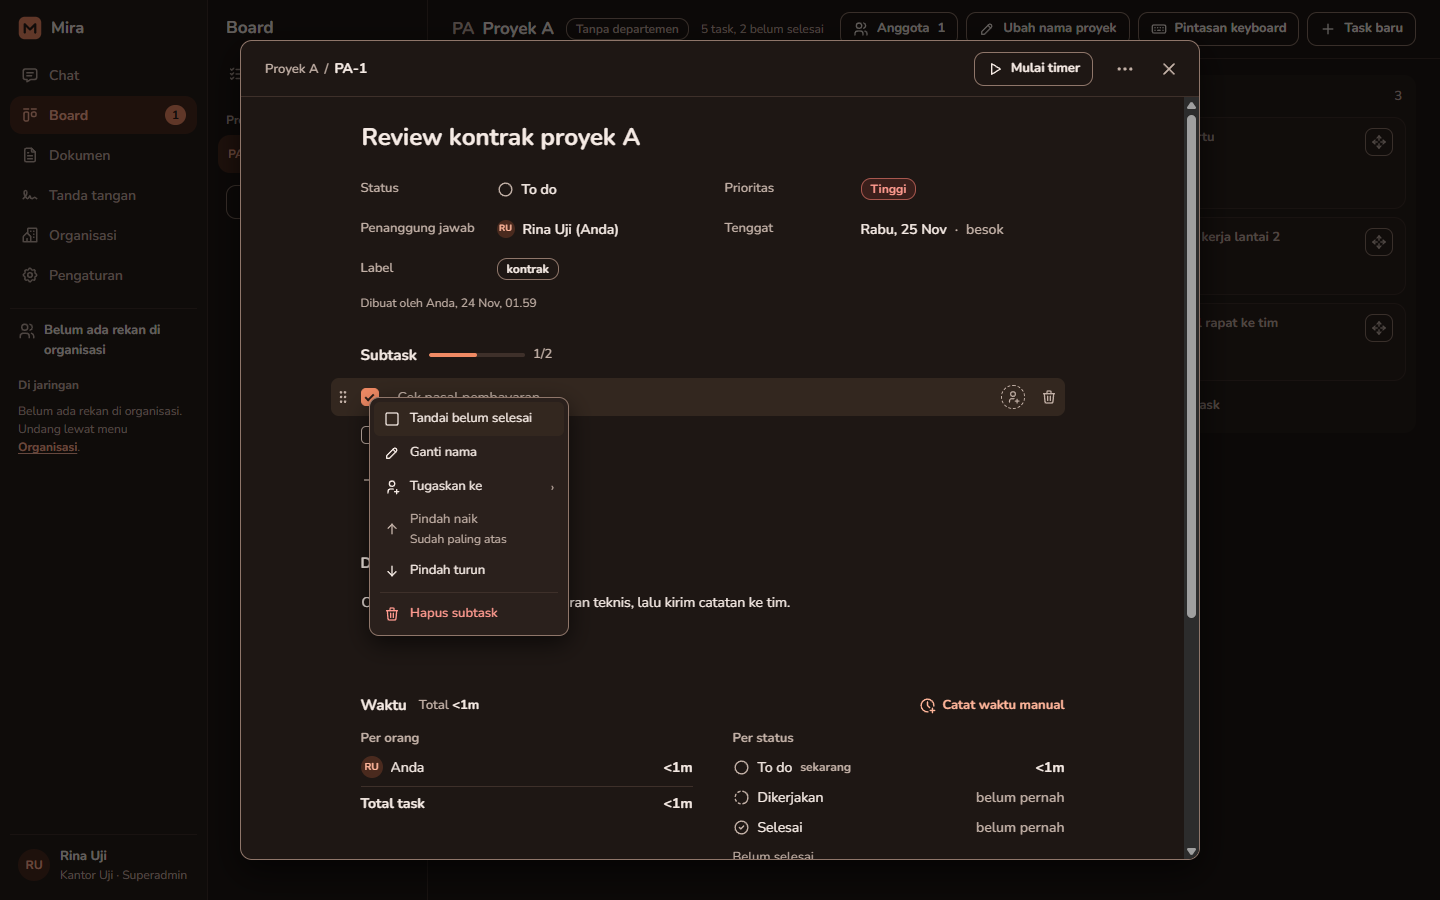 Mira
Chat
Board 1
Dokumen
Tanda tangan
Organisasi
Pengaturan
Belum ada rekan di
organisasi
Di jaringan
Belum ada rekan di organisasi.
Undang lewat menu
Organisasi.
RU
Rina Uji
Kantor Uji · Superadmin
Board
PA
PA Proyek A
Tanpa departemen
5 task, 2 belum selesai
Anggota 1
Ubah nama proyek
Pintasan keyboard
Task baru
3
kerja lantai 2
rapat ke tim
Proyek A / PA-1
Mulai timer
Review kontrak proyek A
Status
To do
Prioritas
Tinggi
Penanggung jawab
RU Rina Uji (Anda)
Tenggat
Rabu, 25 Nov · besok
Label
kontrak
Dibuat oleh Anda, 24 Nov, 01.59
Subtask 1/2
Cek pasal pembayaran
Tandai belum selesai
Ganti nama
Tugaskan ke
Pindah naik
Sudah paling atas
Pindah turun
Hapus subtask
teknis, lalu kirim catatan ke tim.
Waktu
Total <1m
Catat waktu manual
Per orang
RU Anda <1m
Total task <1m
Per status
To do sekarang <1m
Dikerjakan belum pernah
Selesai belum pernah
Belum selesai